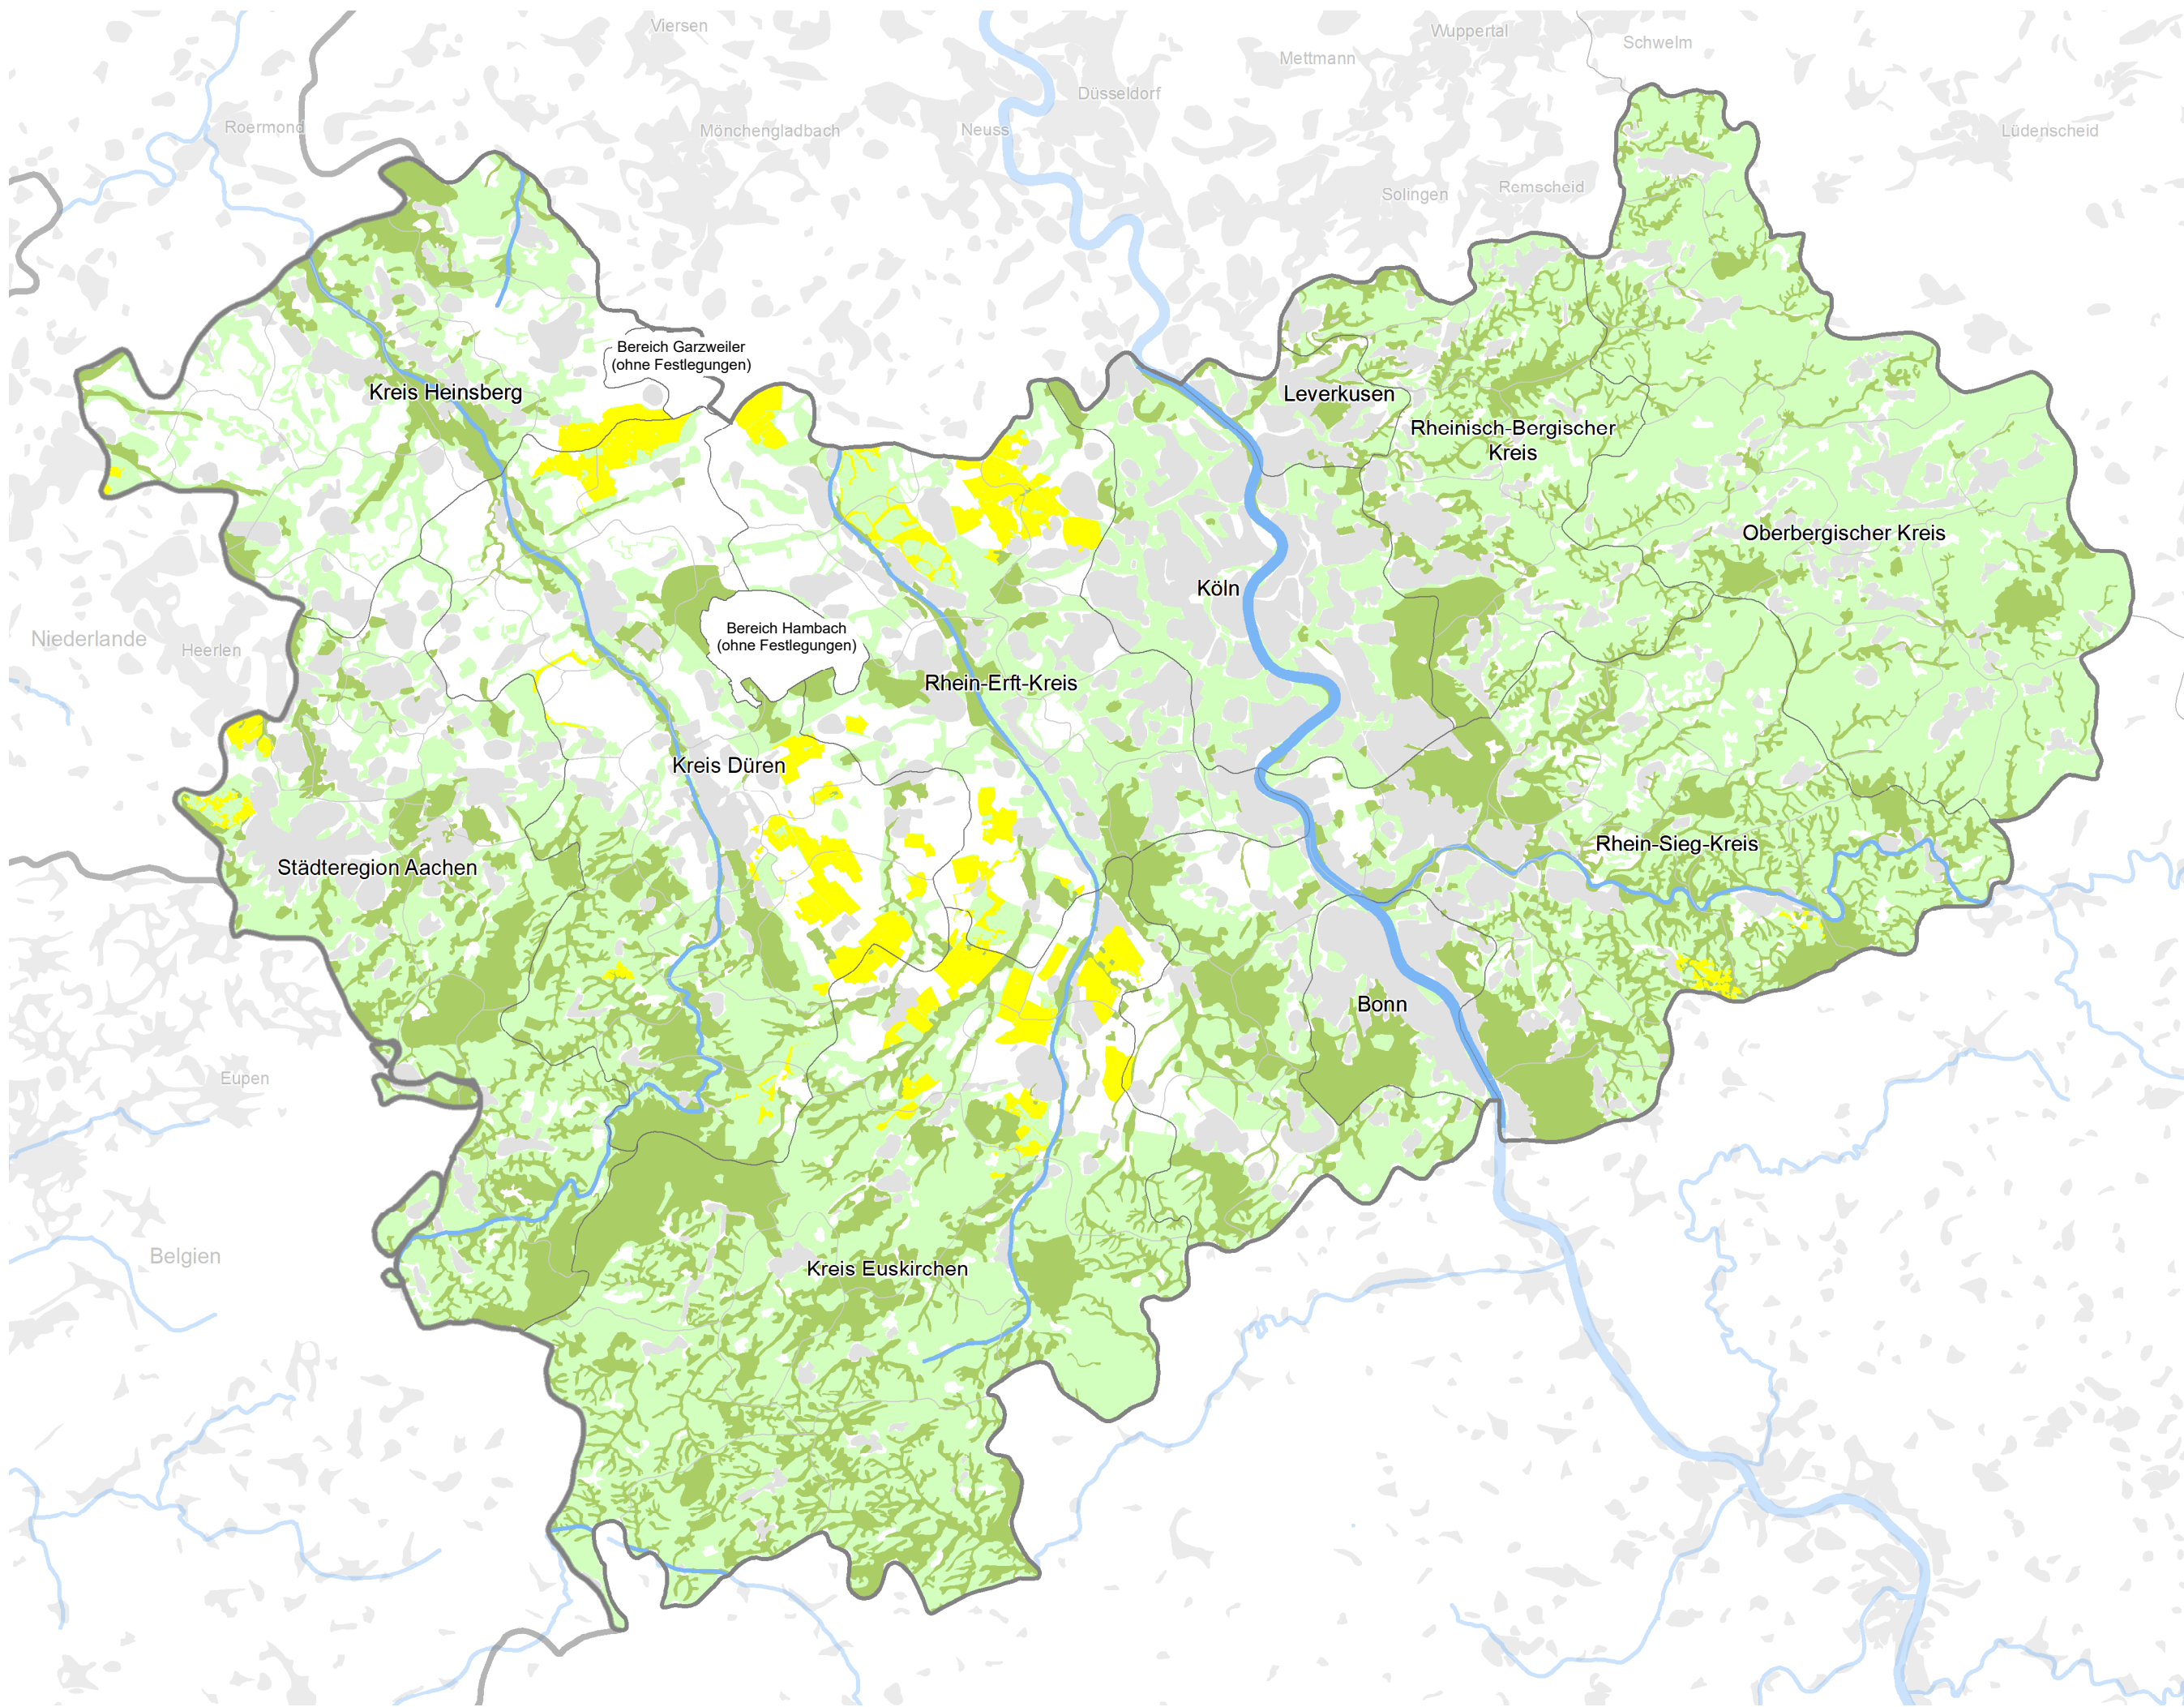 Viersen
Wuppertal
Schwelm
Mettmann
Düsseldorf
Roermond
Mönchengladbach
Neuss
Lüdenscheid
Solingen
Remscheid
Bereich Garzweiler
(ohne Festlegungen)
Kreis Heinsberg
Leverkusen
Rheinisch-Bergischer
Kreis
Oberbergischer Kreis
Köln
Niederlande
Heerlen
Bereich Hambach
(ohne Festlegungen)
Rhein-Erft-Kreis
Kreis Düren
Rhein-Sieg-Kreis
Städteregion Aachen
Bonn
Eupen
Belgien
Kreis Euskirchen